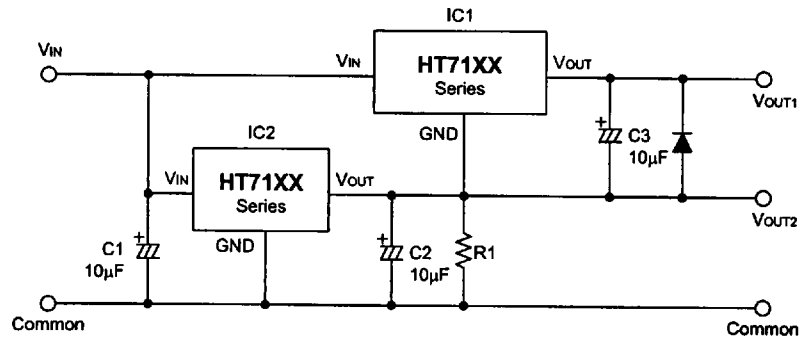 IC1
VIN
VIN
HT71XX
Series
VOUT
VOUT1
GND
C3
10µF
IC2
VIN
HT71XX
Series
VOUT
VOUT2
GND
C1
10µF
C2
10µF
R1
Common
Common